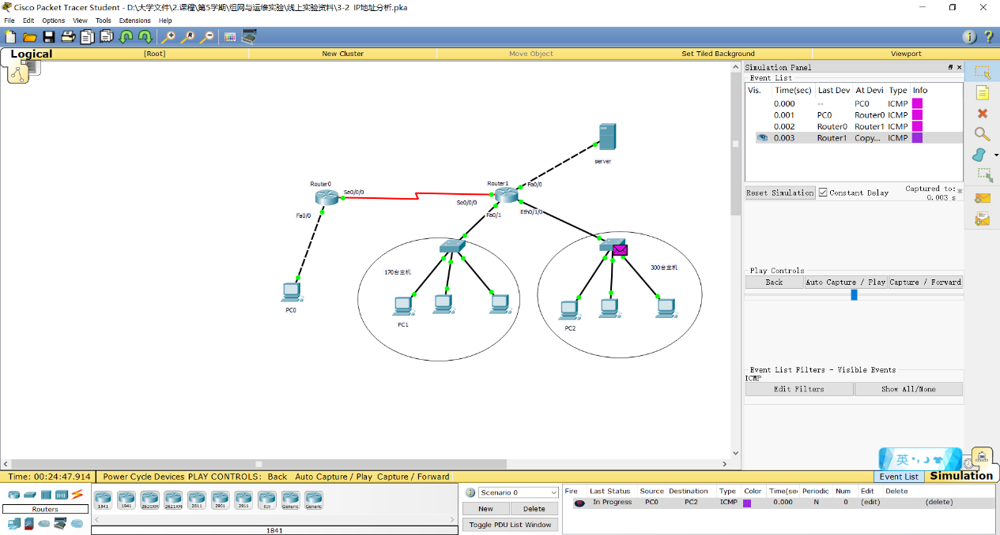 Cisco Packet Tracer Student - D:\大学文件\2.课程\第5学期\组网与运维实验\线上实验资料\3-2 IP地址分析.pka
File Edit Options View Tools Extensions Help
Logical [Root] New Cluster Move Object Set Tiled Background Viewport
Simulation Panel
Event List
Vis. Time(sec) Last Dev At Devi Type Info
0.000 -- PC0 ICMP
0.001 PC0 Router0 ICMP
0.002 Router0 Router1 ICMP
0.003 Router1 Copy... ICMP
Reset Simulation Constant Delay Captured to: *
0.003 s
Play Controls
Back Auto Capture / Play Capture / Forward
Event List Filters - Visible Events
ICMP
Edit Filters Show All/None
server
Router0
Se0/0/0
Fa0/0
Router1
Fa0/0
Se0/0/0
Fa0/1
Eth0/1/0
170台主机
300台主机
PC0
PC1
PC2
英
Time: 00:24:47.914 Power Cycle Devices PLAY CONTROLS: Back Auto Capture / Play Capture / Forward
Event List Simulation
Routers
1841 1941 2620XM 2621XM 2811 2901 2911 819 Generic Generic
1841
Scenario 0
New Delete
Toggle PDU List Window
Fire Last Status Source Destination Type Color Time(sec Periodic Num Edit Delete
In Progress PC0 PC2 ICMP 0.000 N 0 (edit) (delete)